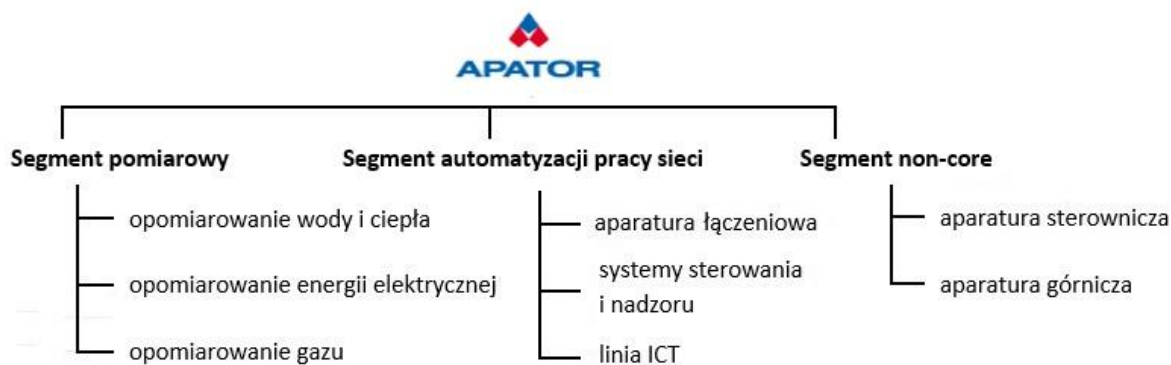 APATOR
Segment pomiarowy
opomiarowanie wody i ciepła
opomiarowanie energii elektrycznej
opomiarowanie gazu
Segment automatyzacji pracy sieci
aparatura łączeniowa
systemy sterowania
i nadzoru
linia ICT
Segment non-core
aparatura sterownicza
aparatura górnicza